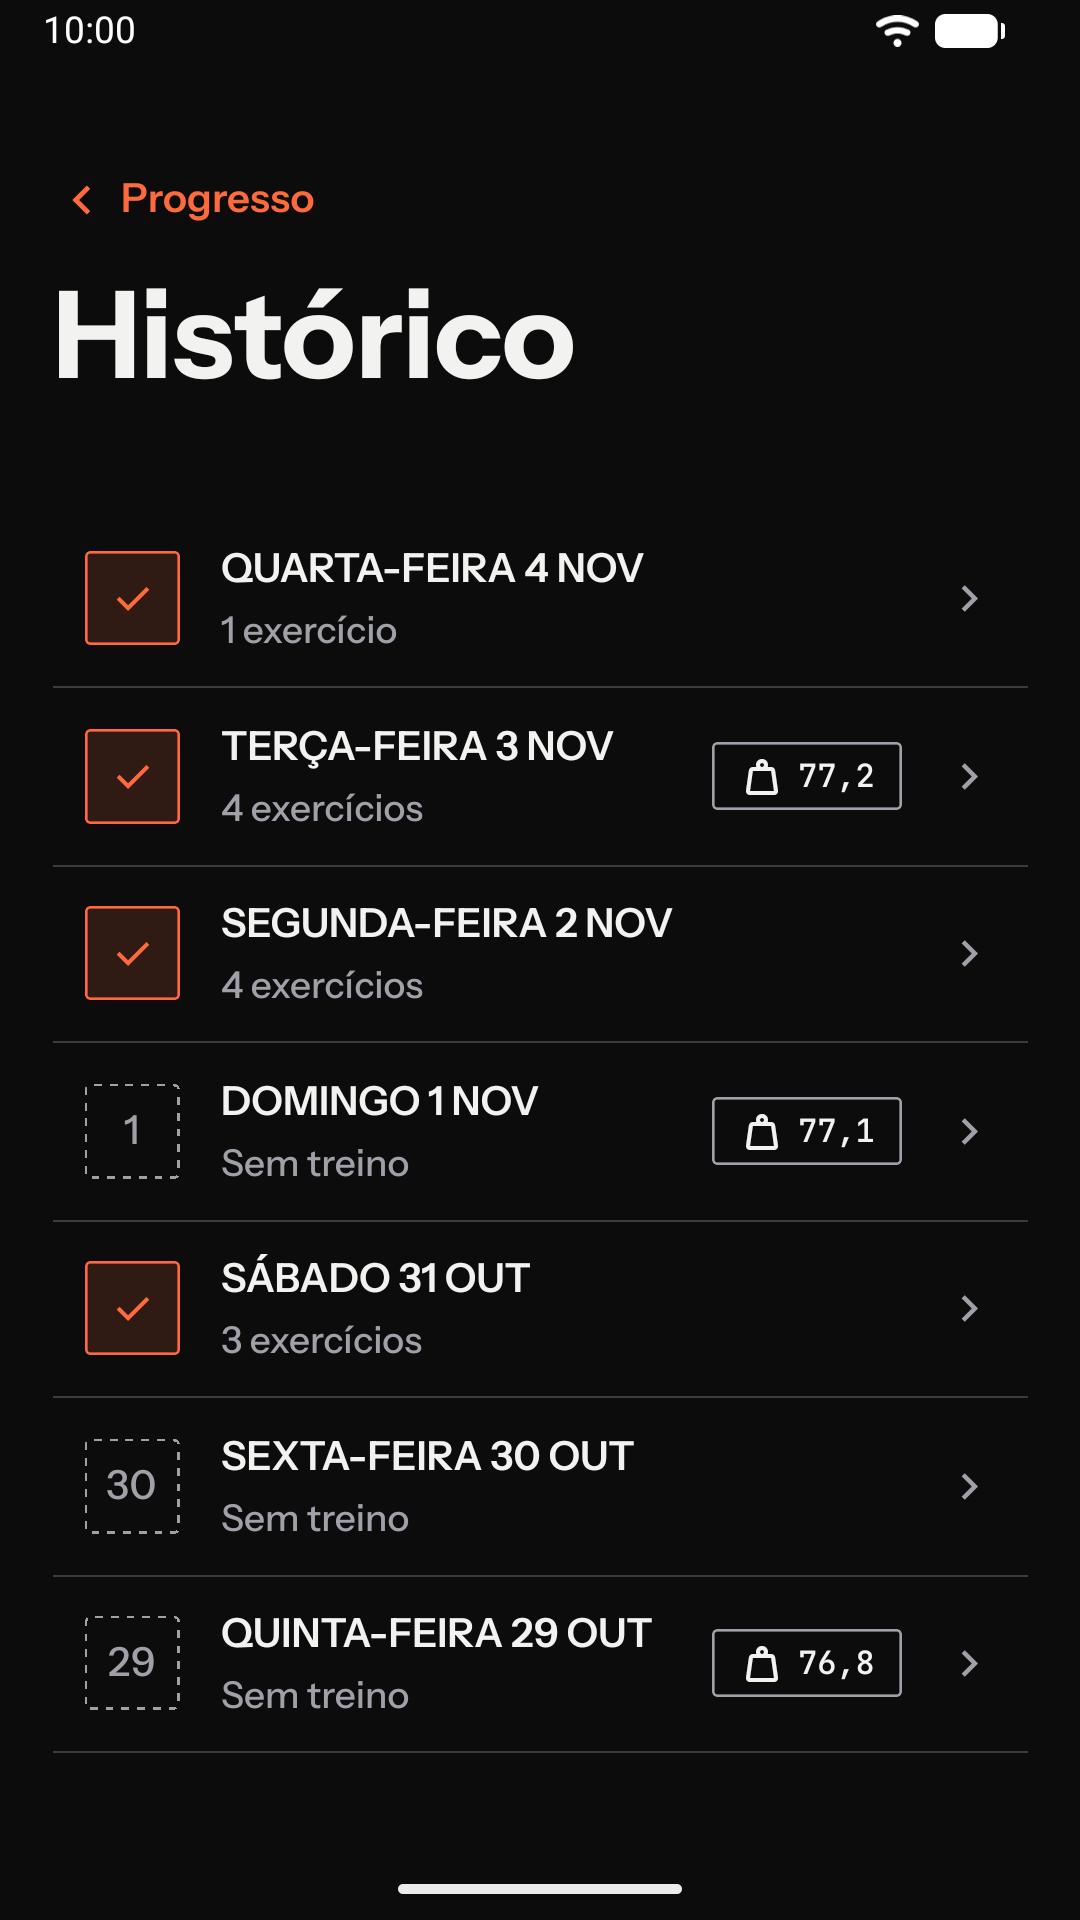 10:00
Progresso
Histórico
QUARTA-FEIRA 4 NOV
1 exercício
TERÇA-FEIRA 3 NOV
4 exercícios
77,2
SEGUNDA-FEIRA 2 NOV
4 exercícios
1
DOMINGO 1 NOV
Sem treino
77,1
SÁBADO 31 OUT
3 exercícios
30
SEXTA-FEIRA 30 OUT
Sem treino
29
QUINTA-FEIRA 29 OUT
Sem treino
76,8